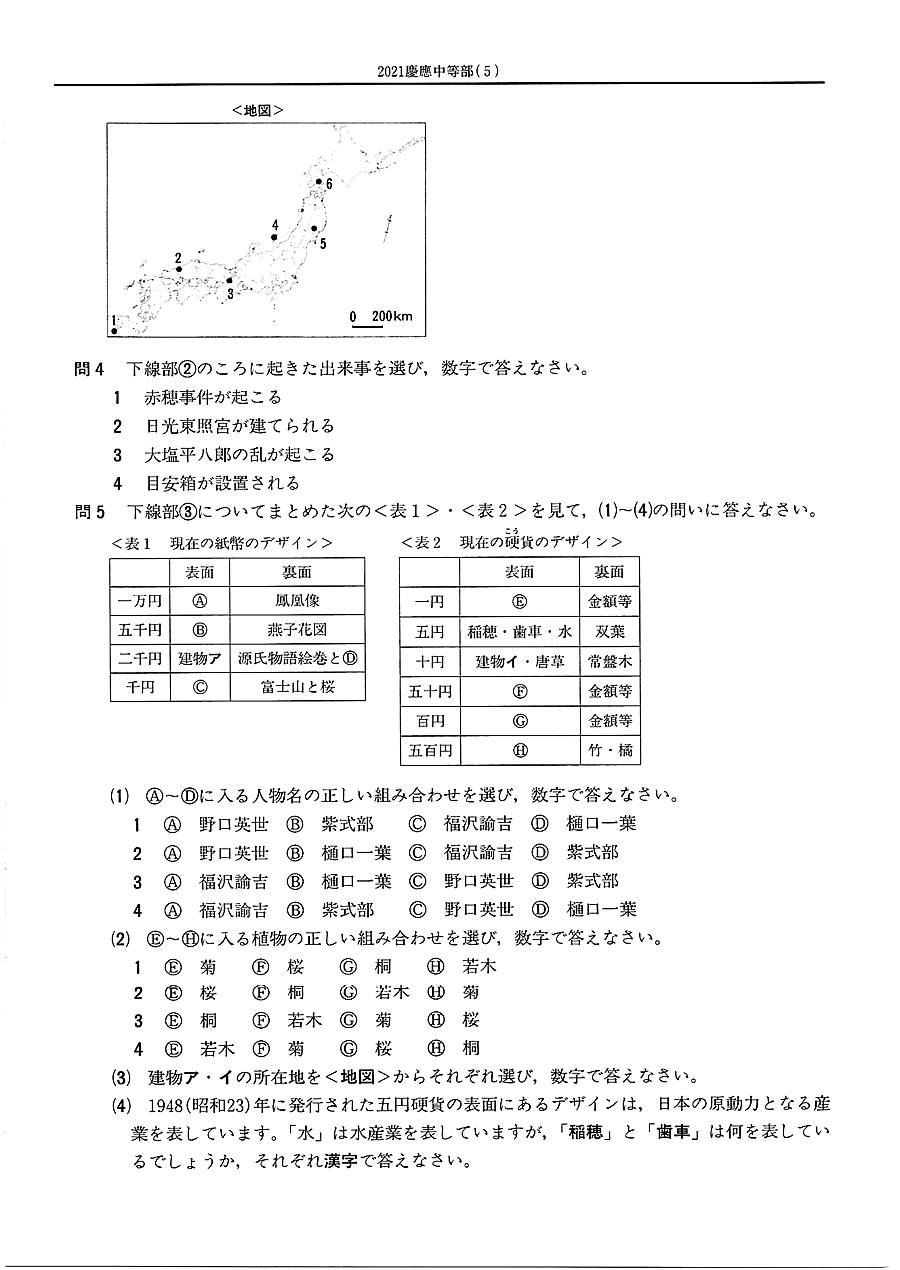 2021慶應中等部(5)
<地図>
6
4
5
2
3
1
0 200km
問4 下線部②のころに起きた出来事を選び，数字で答えなさい。
1 赤穂事件が起こる
2 日光東照宮が建てられる
3 大塩平八郎の乱が起こる
4 目安箱が設置される
問5 下線部③についてまとめた次の<表1>・<表2>を見て，(1)~(4)の問いに答えなさい。
<表1 現在の紙幣のデザイン>
表面 裏面
一万円 Ⓐ 鳳凰像
五千円 Ⓑ 燕子花図
二千円 建物ア 源氏物語絵巻とⒹ
千円 Ⓒ 富士山と桜
こう
<表2 現在の硬貨のデザイン>
表面 裏面
一円 Ⓔ 金額等
五円 稲穂・歯車・水 双葉
十円 建物イ・唐草 常盤木
五十円 Ⓕ 金額等
百円 Ⓖ 金額等
五百円 Ⓗ 竹・橘
(1) Ⓐ~Ⓓに入る人物名の正しい組み合わせを選び，数字で答えなさい。
1 Ⓐ 野口英世 Ⓑ 紫式部 Ⓒ 福沢諭吉 Ⓓ 樋口一葉
2 Ⓐ 野口英世 Ⓑ 樋口一葉 Ⓒ 福沢諭吉 Ⓓ 紫式部
3 Ⓐ 福沢諭吉 Ⓑ 樋口一葉 Ⓒ 野口英世 Ⓓ 紫式部
4 Ⓐ 福沢諭吉 Ⓑ 紫式部 Ⓒ 野口英世 Ⓓ 樋口一葉
(2) Ⓔ~Ⓗに入る植物の正しい組み合わせを選び，数字で答えなさい。
1 Ⓔ 菊 Ⓕ 桜 Ⓖ 桐 Ⓗ 若木
2 Ⓔ 桜 Ⓕ 桐 Ⓖ 若木 Ⓗ 菊
3 Ⓔ 桐 Ⓕ 若木 Ⓖ 菊 Ⓗ 桜
4 Ⓔ 若木 Ⓕ 菊 Ⓖ 桜 Ⓗ 桐
(3) 建物ア・イの所在地を<地図>からそれぞれ選び，数字で答えなさい。
(4) 1948(昭和23)年に発行された五円硬貨の表面にあるデザインは，日本の原動力となる産
業を表しています。「水」は水産業を表していますが，「稲穂」と「歯車」は何を表してい
るでしょうか，それぞれ漢字で答えなさい。